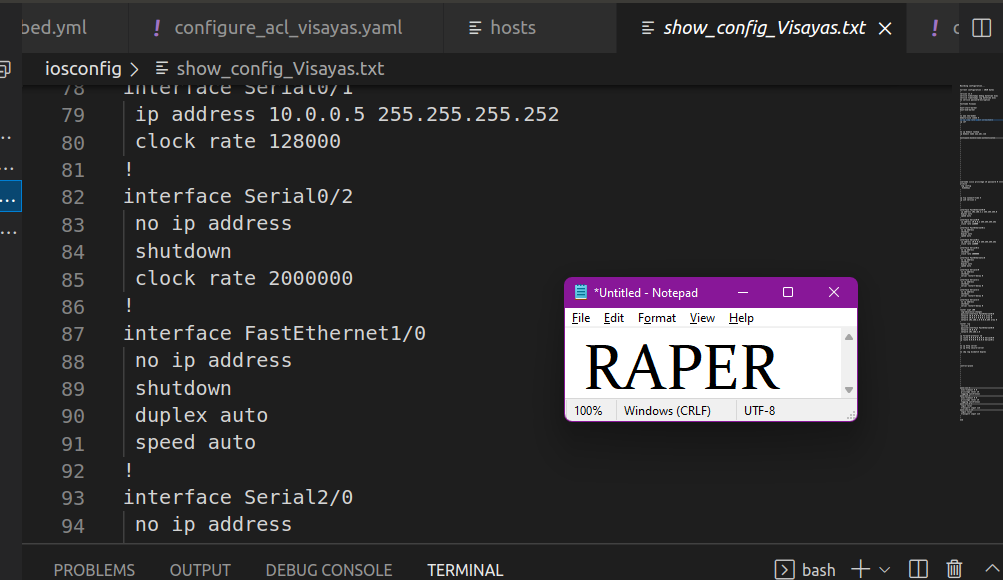 bed.yml
! configure_acl_visayas.yaml
hosts
show_config_Visayas.txt
!
iosconfig > show_config_Visayas.txt
78 interface Serial0/1
79 ip address 10.0.0.5 255.255.255.252
80 clock rate 128000
81 !
82 interface Serial0/2
83 no ip address
84 shutdown
85 clock rate 2000000
86 !
87 interface FastEthernet1/0
88 no ip address
89 shutdown
90 duplex auto
91 speed auto
92 !
93 interface Serial2/0
94 no ip address
*Untitled - Notepad
File Edit Format View Help
RAPER
100% Windows (CRLF) UTF-8
PROBLEMS OUTPUT DEBUG CONSOLE TERMINAL bash